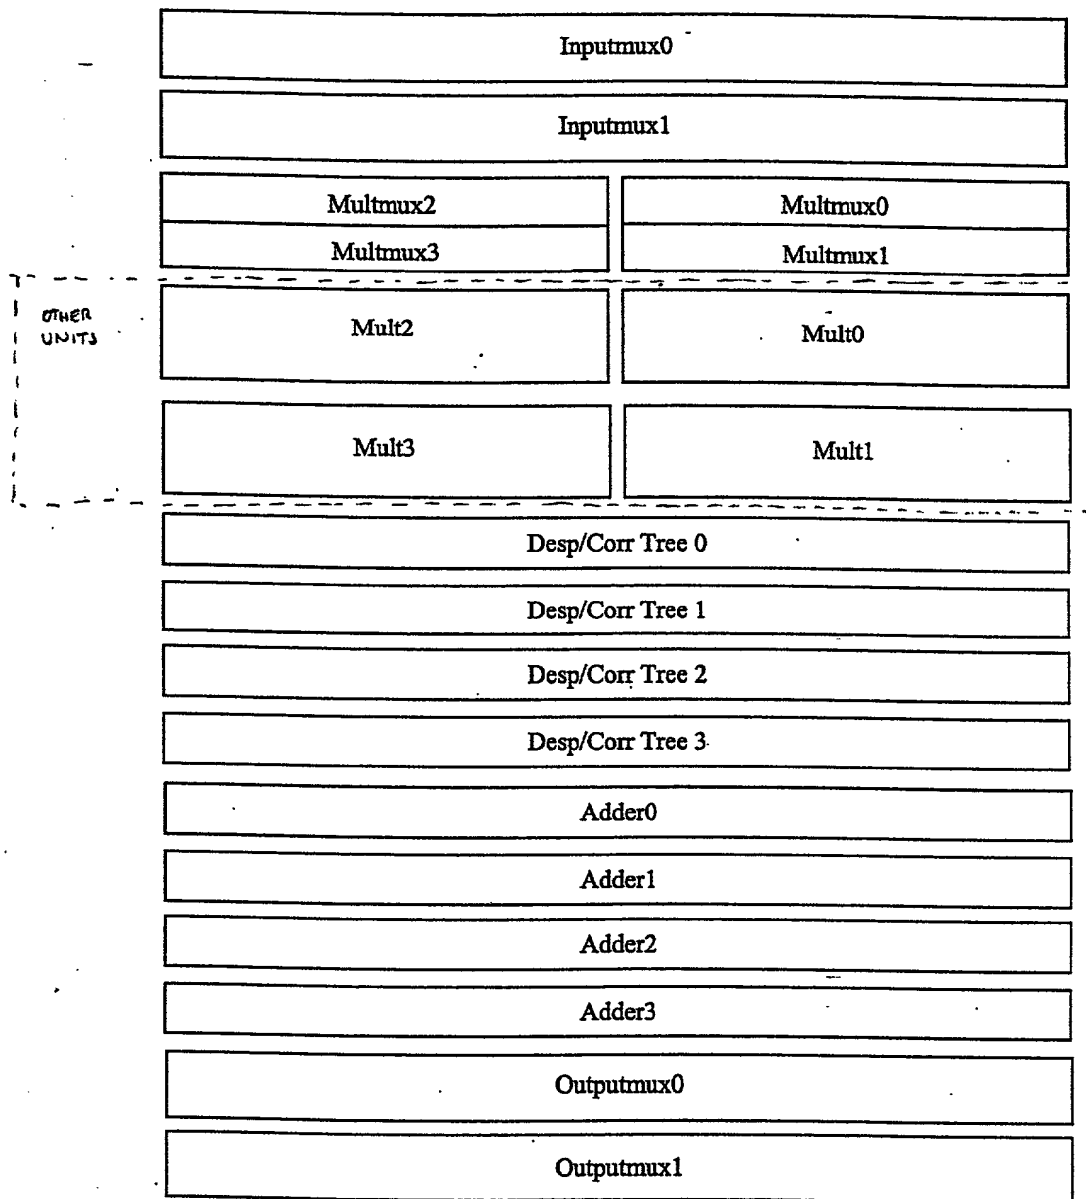 Inputmux0
Inputmux1
Multmux2 Multmux0
Multmux3 Multmux1
OTHER
UNITS
Mult2 Mult0
Mult3 Mult1
Desp/Corr Tree 0
Desp/Corr Tree 1
Desp/Corr Tree 2
Desp/Corr Tree 3
Adder0
Adder1
Adder2
Adder3
Outputmux0
Outputmux1